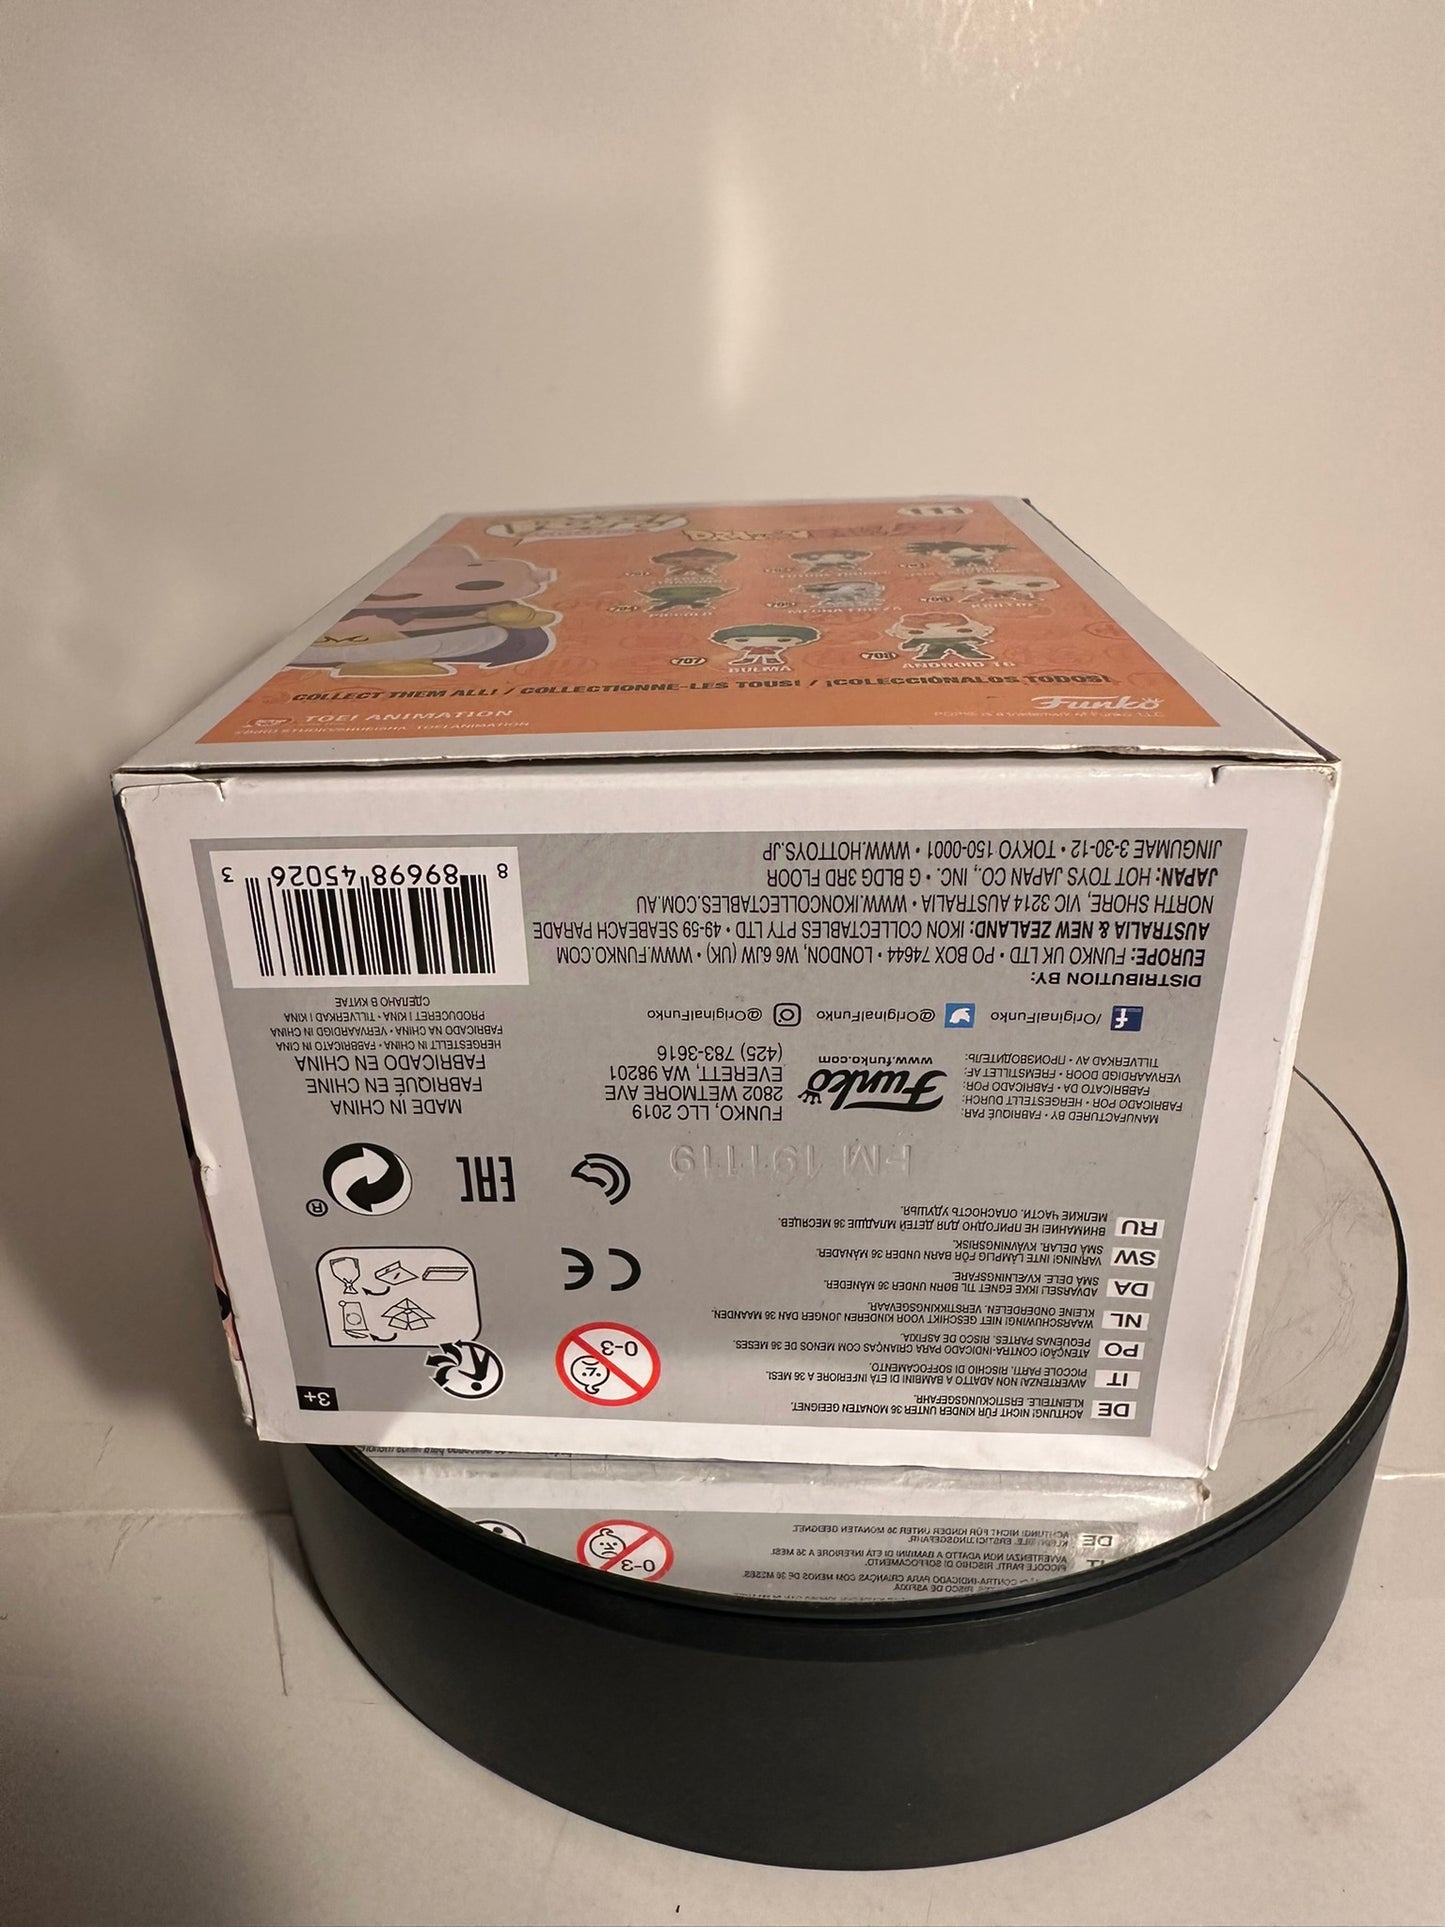 111
COLLECT THEM ALL! / COLLECTIONNE-LES TOUS! / ¡COLECCIÓNALOS TODOS!
PICCOLO
MECHA FRIEZA
707
BULMA
708
ANDROID 16
TOEI ANIMATION
Funko
DE ACHTUNG! NICHT FÜR KINDER UNTER 36 MONATEN GEEIGNET.
KLEINTEILE. ERSTICKUNGSGEFAHR.
IT AVVERTENZA! NON ADATTO A BAMBINI DI ETÀ INFERIORE A 36 MESI.
PICCOLE PARTI. RISCHIO DI SOFFOCAMENTO.
PO ATENÇÃO! CONTRA-INDICADO PARA CRIANÇAS COM MENOS DE 36 MESES.
PEQUENAS PARTES. RISCO DE ASFIXIA.
NL WAARSCHUWING! NIET GESCHIKT VOOR KINDEREN JONGER DAN 36 MAANDEN.
KLEINE ONDERDELEN. VERSTIKKINGSGEVAAR.
DA ADVARSEL! IKKE EGNET TIL BØRN UNDER 36 MÅNEDER.
SMÅ DELE. KVÆLNINGSFARE.
SW VARNING! INTE LÄMPLIG FÖR BARN UNDER 36 MÅNADER.
SMÅ DELAR. KVÄVNINGSRISK.
RU ВНИМАНИЕ! НЕ ПРИГОДНО ДЛЯ ДЕТЕЙ МЛАДШЕ 36 МЕСЯЦЕВ.
МЕЛКИЕ ЧАСТИ. ОПАСНОСТЬ УДУШЬЯ.
0-3
3+
CE
EAC
®
FM 191119
MANUFACTURED BY • FABRIQUÉ PAR:
FABRICADO POR • HERGESTELLT DURCH:
FABBRICATO DA • FABRICADO POR:
VERVAARDIGD DOOR • FREMSTILLET AF:
TILLVERKAD AV • ПРОИЗВОДИТЕЛЬ:
Funko
www.funko.com
FUNKO, LLC 2019
2802 WETMORE AVE
EVERETT, WA 98201
(425) 783-3616
MADE IN CHINA
FABRIQUÉ EN CHINE
FABRICADO EN CHINA
HERGESTELLT IN CHINA • FABBRICATO IN CINA
FABRICADO NA CHINA • VERVAARDIGD IN CHINA
PRODUCERET I KINA • TILLVERKAD I KINA
СДЕЛАНО В КИТАЕ
/OriginalFunko @OriginalFunko @OriginalFunko
DISTRIBUTION BY:
EUROPE: FUNKO UK LTD • PO BOX 74644 • LONDON, W6 6JW (UK) • WWW.FUNKO.COM
AUSTRALIA & NEW ZEALAND: IKON COLLECTABLES PTY LTD • 49-59 SEABEACH PARADE
NORTH SHORE, VIC 3214 AUSTRALIA • WWW.IKONCOLLECTABLES.COM.AU
JAPAN: HOT TOYS JAPAN CO., INC. • G BLDG 3RD FLOOR
JINGUMAE 3-30-12 • TOKYO 150-0001 • WWW.HOTTOYS.JP
8 89698 45026 3